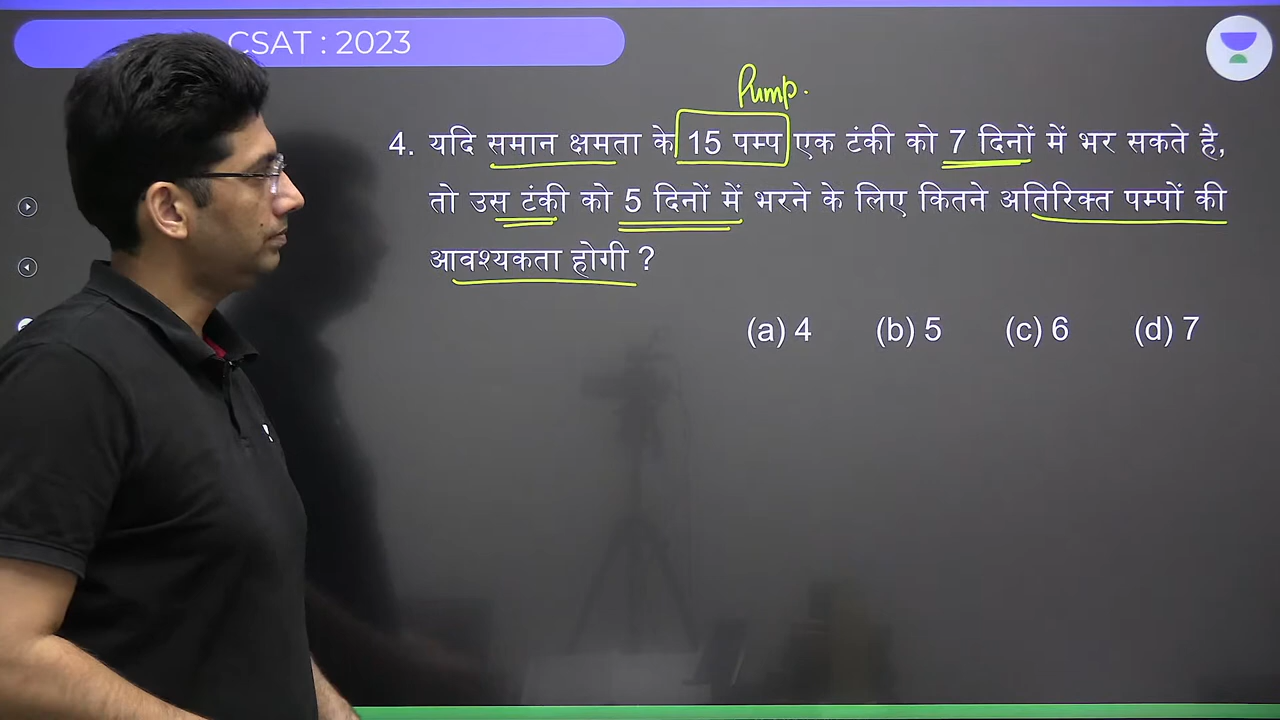 CSAT : 2023
Pump.
4. यदि समान क्षमता के 15 पम्प एक टंकी को 7 दिनों में भर सकते है,
तो उस टंकी को 5 दिनों में भरने के लिए कितने अतिरिक्त पम्पों की
आवश्यकता होगी ?
(a) 4 (b) 5 (c) 6 (d) 7